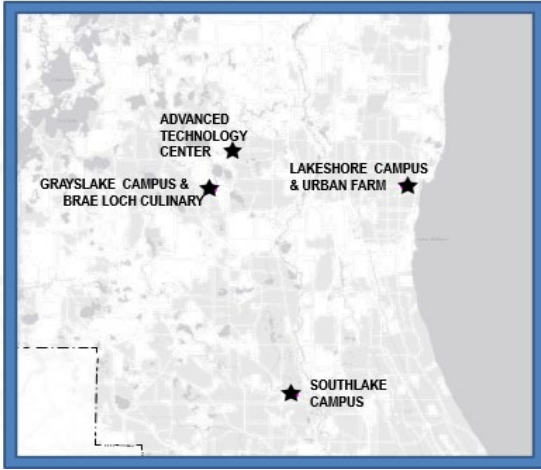 ADVANCED
TECHNOLOGY
CENTER
GRAYSLAKE CAMPUS &
BRAE LOCH CULINARY
LAKESHORE CAMPUS
& URBAN FARM
SOUTHLAKE
CAMPUS